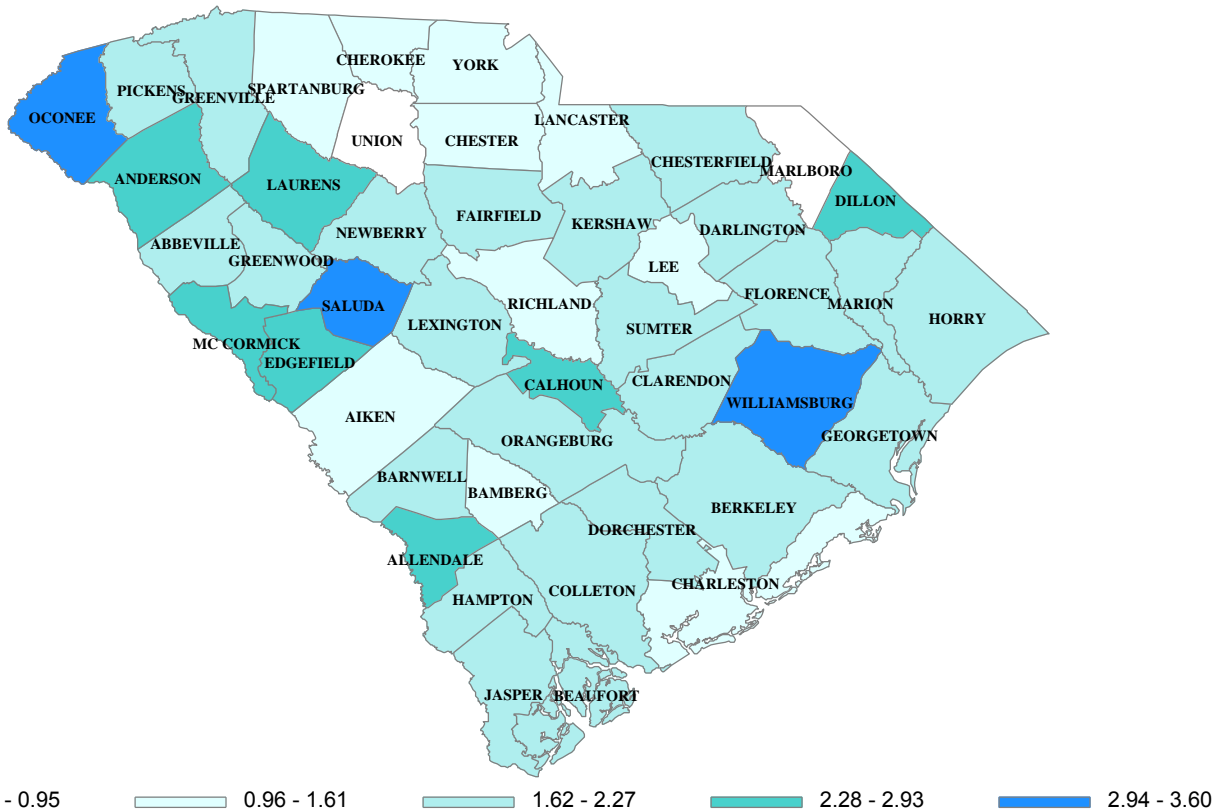 CHEROKEE
YORK
PICKENS
GREENVILLE
SPARTANBURG
OCONEE
LANCASTER
UNION
CHESTER
CHESTERFIELD
MARLBORO
ANDERSON
LAURENS
DILLON
FAIRFIELD
KERSHAW
DARLINGTON
NEWBERRY
ABBEVILLE
GREENWOOD
LEE
FLORENCE
MARION
SALUDA
RICHLAND
HORRY
LEXINGTON
SUMTER
MC CORMICK
EDGEFIELD
CLARENDON
CALHOUN
WILLIAMSBURG
AIKEN
GEORGETOWN
ORANGEBURG
BARNWELL
BAMBERG
BERKELEY
DORCHESTER
ALLENDALE
CHARLESTON
COLLETON
HAMPTON
JASPER
BEAUFORT
- 0.95 0.96 - 1.61 1.62 - 2.27 2.28 - 2.93 2.94 - 3.60